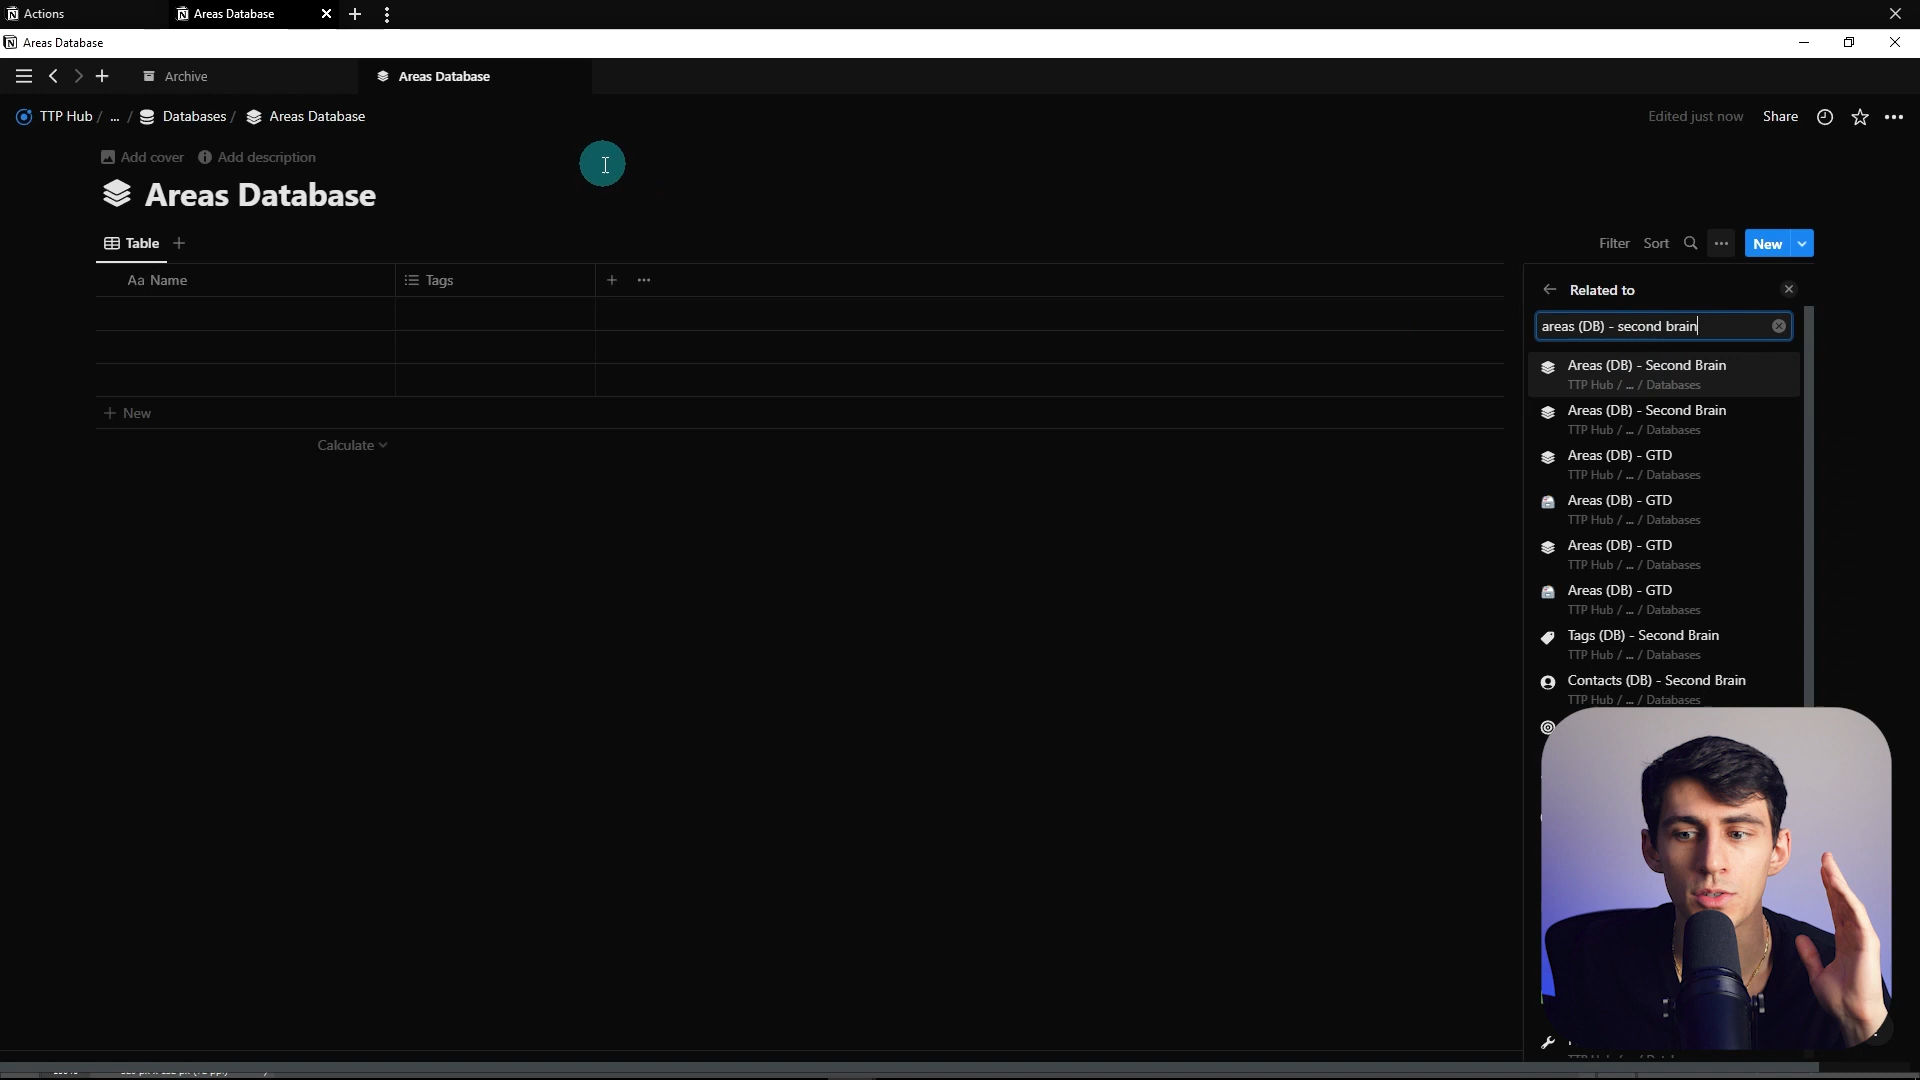 Actions
Areas Database
Areas Database
Archive
Areas Database
TTP Hub / ... / Databases / Areas Database
Edited just now
Share
Add cover
Add description
Areas Database
Table
Filter
Sort
New
Aa Name
Tags
New
Calculate
Related to
areas (DB) - second brain
Areas (DB) - Second Brain
TTP Hub / ... / Databases
Areas (DB) - Second Brain
TTP Hub / ... / Databases
Areas (DB) - GTD
TTP Hub / ... / Databases
Areas (DB) - GTD
TTP Hub / ... / Databases
Areas (DB) - GTD
TTP Hub / ... / Databases
Areas (DB) - GTD
TTP Hub / ... / Databases
Tags (DB) - Second Brain
TTP Hub / ... / Databases
Contacts (DB) - Second Brain
TTP Hub / ... / Databases